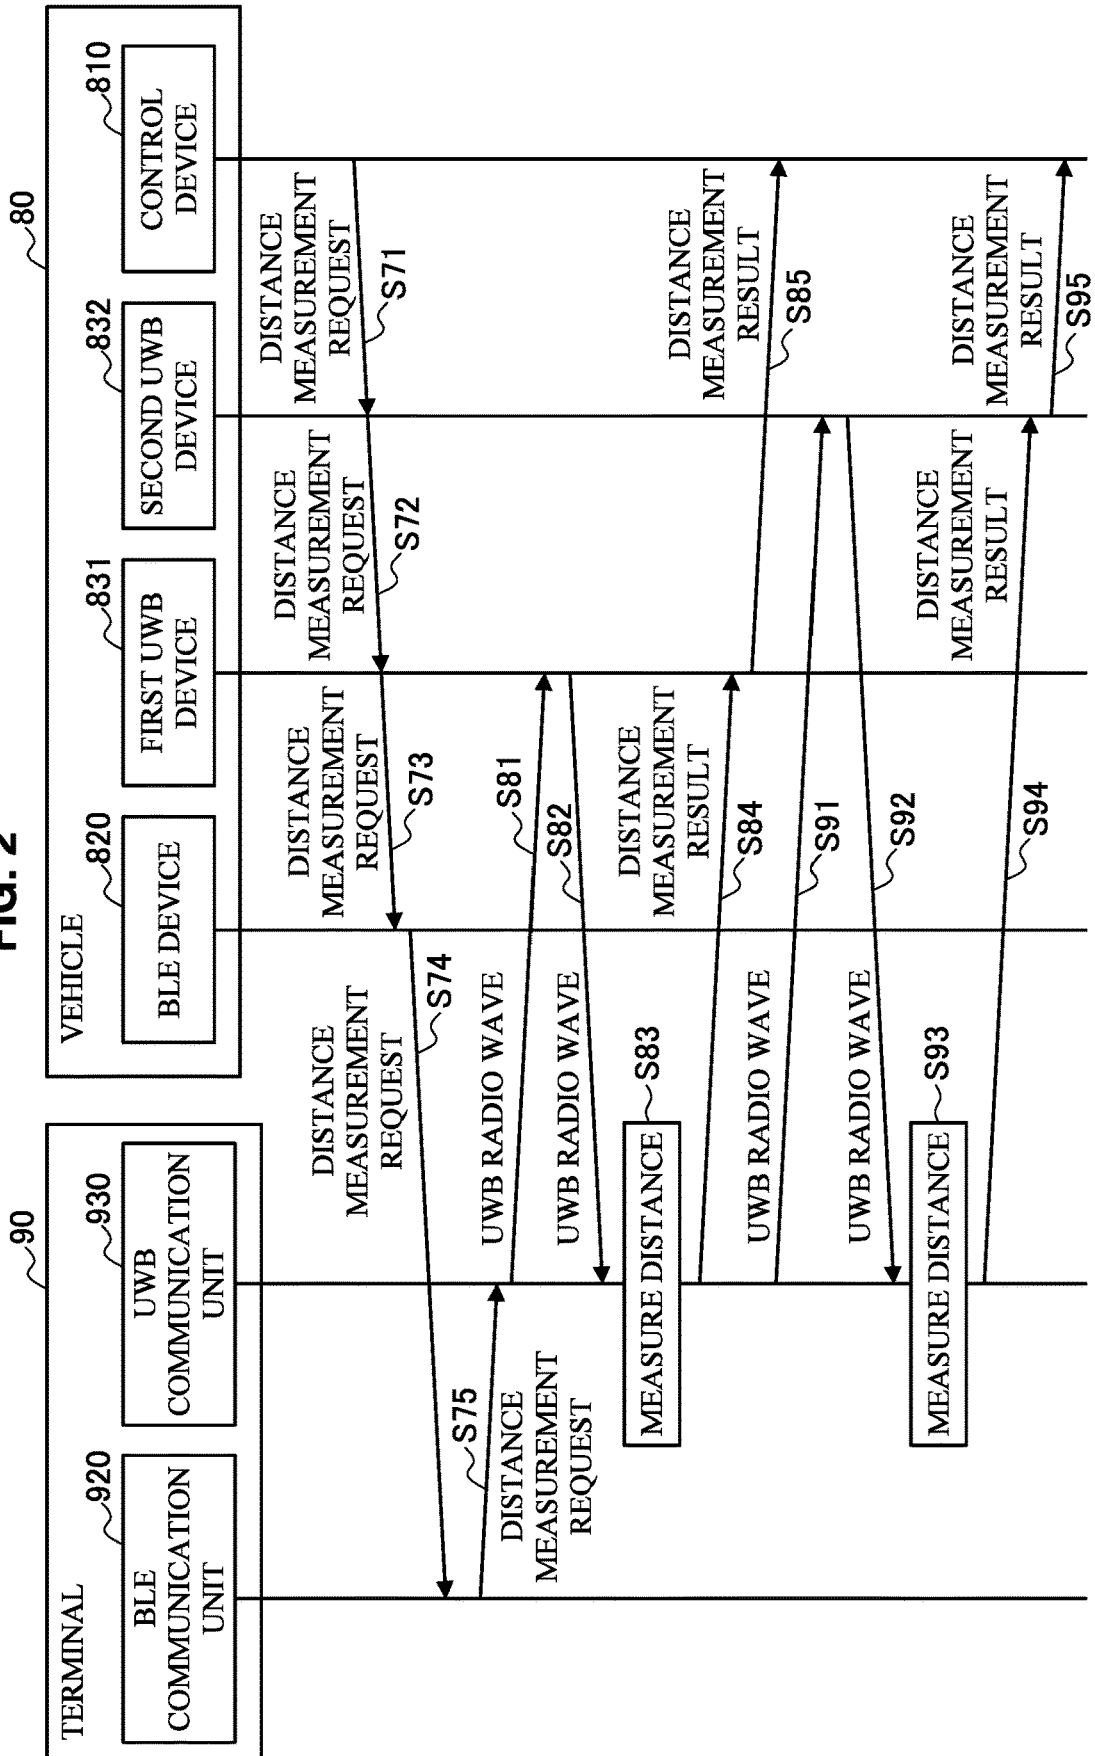 FIG. 2
90
80
TERMINAL
VEHICLE
920
930
820
831
832
810
BLE
COMMUNICATION
UNIT
UWB
COMMUNICATION
UNIT
BLE DEVICE
FIRST UWB
DEVICE
SECOND UWB
DEVICE
CONTROL
DEVICE
DISTANCE
MEASUREMENT
REQUEST
S71
DISTANCE
MEASUREMENT
REQUEST
S72
DISTANCE
MEASUREMENT
REQUEST
S73
DISTANCE
MEASUREMENT
REQUEST
S74
S75
DISTANCE
MEASUREMENT
REQUEST
UWB RADIO WAVE
S81
UWB RADIO WAVE
S82
MEASURE DISTANCE
S83
DISTANCE
MEASUREMENT
RESULT
S84
DISTANCE
MEASUREMENT
RESULT
S85
UWB RADIO WAVE
S91
UWB RADIO WAVE
S92
MEASURE DISTANCE
S93
DISTANCE
MEASUREMENT
RESULT
S94
DISTANCE
MEASUREMENT
RESULT
S95